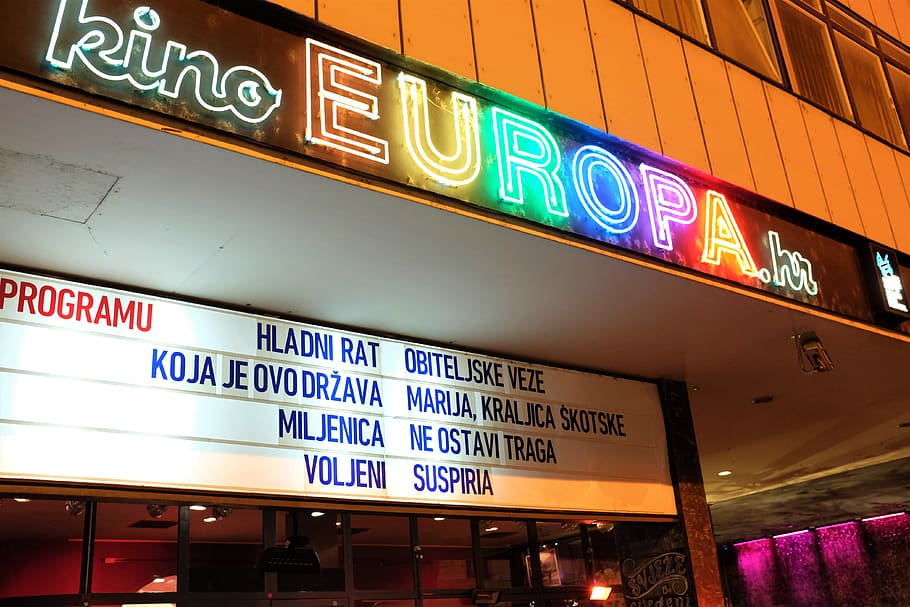 kino EUROPA.hr
PROGRAMU
HLADNI RAT
KOJA JE OVO DRŽAVA
MILJENICA
VOLJENI
OBITELJSKE VEZE
MARIJA, KRALJICA ŠKOTSKE
NE OSTAVI TRAGA
SUSPIRIA
SVJEŽE